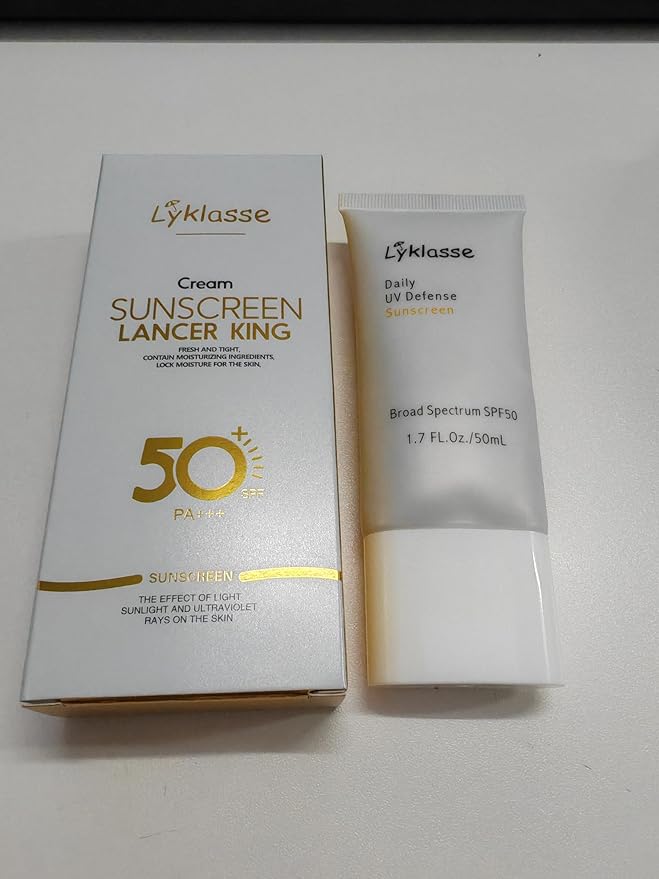 Lyklasse
Cream
SUNSCREEN
LANCER KING
FRESH AND TIGHT,
CONTAIN MOISTURIZING INGREDIENTS,
LOCK MOISTURE FOR THE SKIN,
50+
SPF
PA+++
SUNSCREEN
THE EFFECT OF LIGHT
SUNLIGHT AND ULTRAVIOLET
RAYS ON THE SKIN
Lyklasse
Daily
UV Defense
Sunscreen
Broad Spectrum SPF50
1.7 FL.Oz./50mL